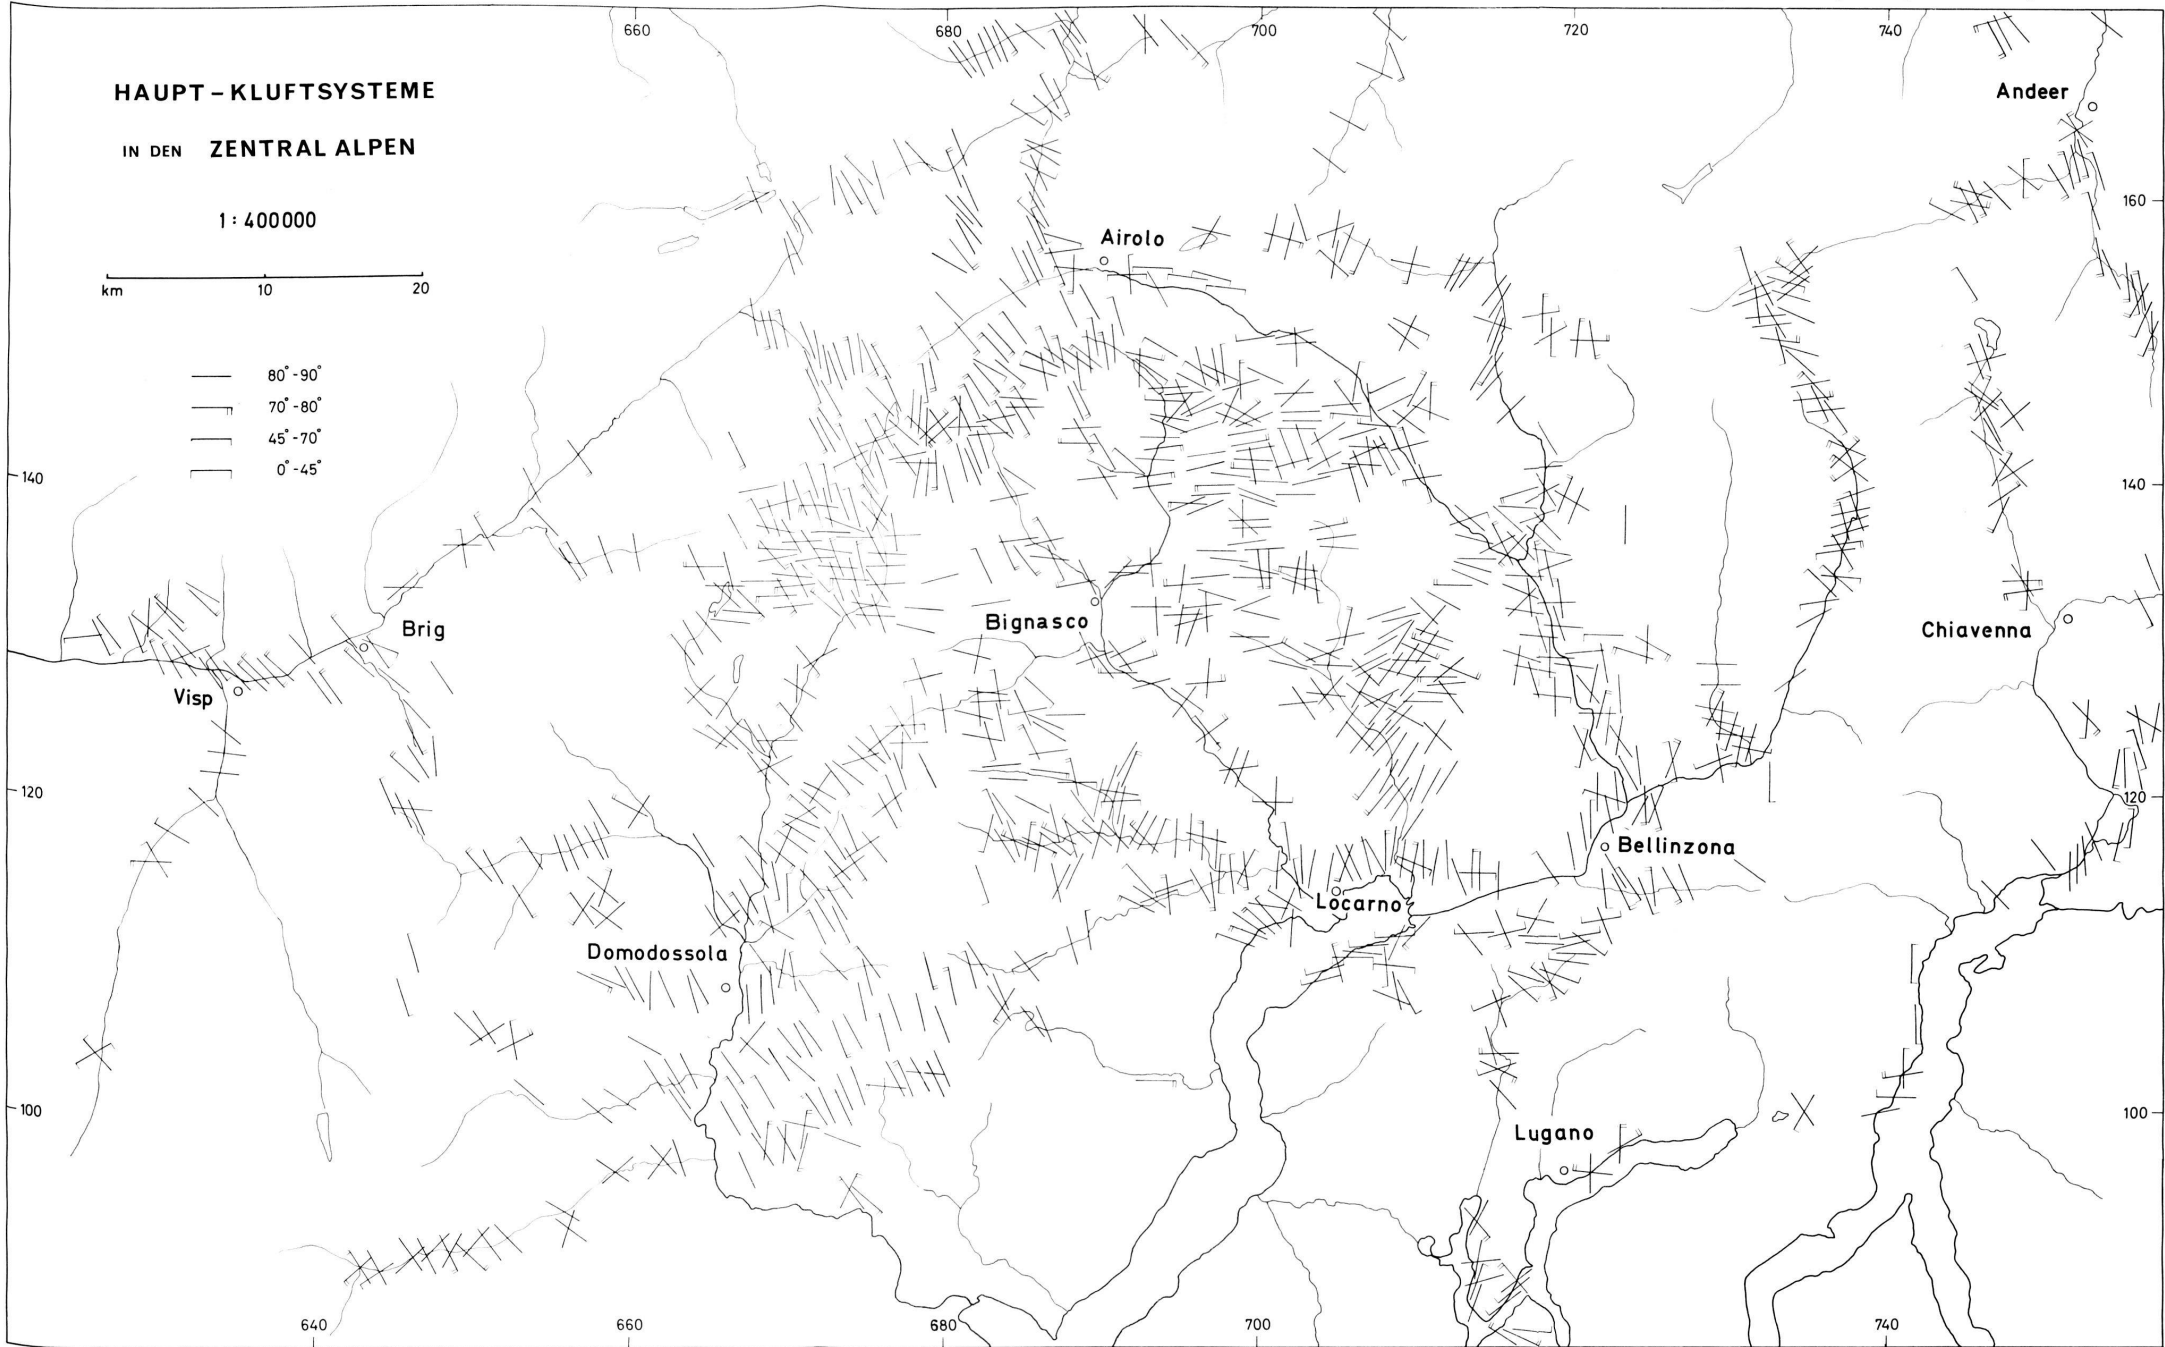 660 680 700 720 740
HAUPT – KLUFTSYSTEME
IN DEN ZENTRAL ALPEN
1 : 400000
km 10 20
80° - 90°
70° - 80°
45° - 70°
0° - 45°
Andeer
160
Airolo
140 140
Brig
Bignasco
Chiavenna
Visp
120 120
Bellinzona
Locarno
Domodossola
100 100
Lugano
640 660 680 700 740